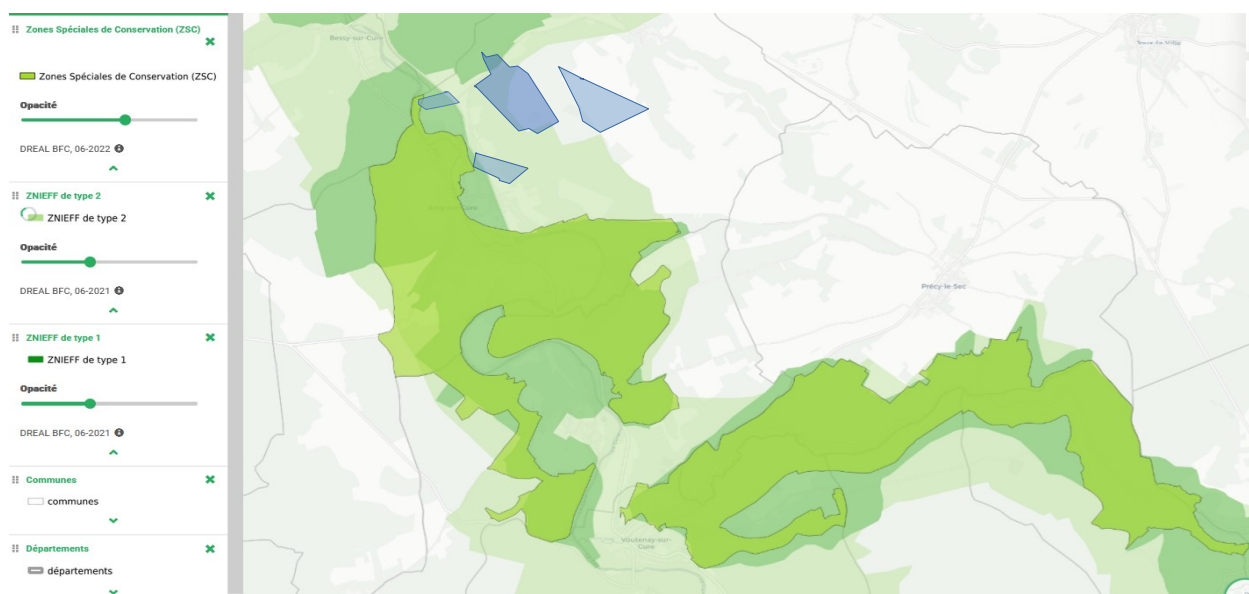 Zones Spéciales de Conservation (ZSC)
Zones Spéciales de Conservation (ZSC)
Opacité
DREAL BFC, 06-2022
ZNIEFF de type 2
ZNIEFF de type 2
Opacité
DREAL BFC, 06-2021
ZNIEFF de type 1
ZNIEFF de type 1
Opacité
DREAL BFC, 06-2021
Communes
communes
Départements
départements
Bessy-sur-Cure
Précy-le-Sec
Voutenay-sur-
Cure